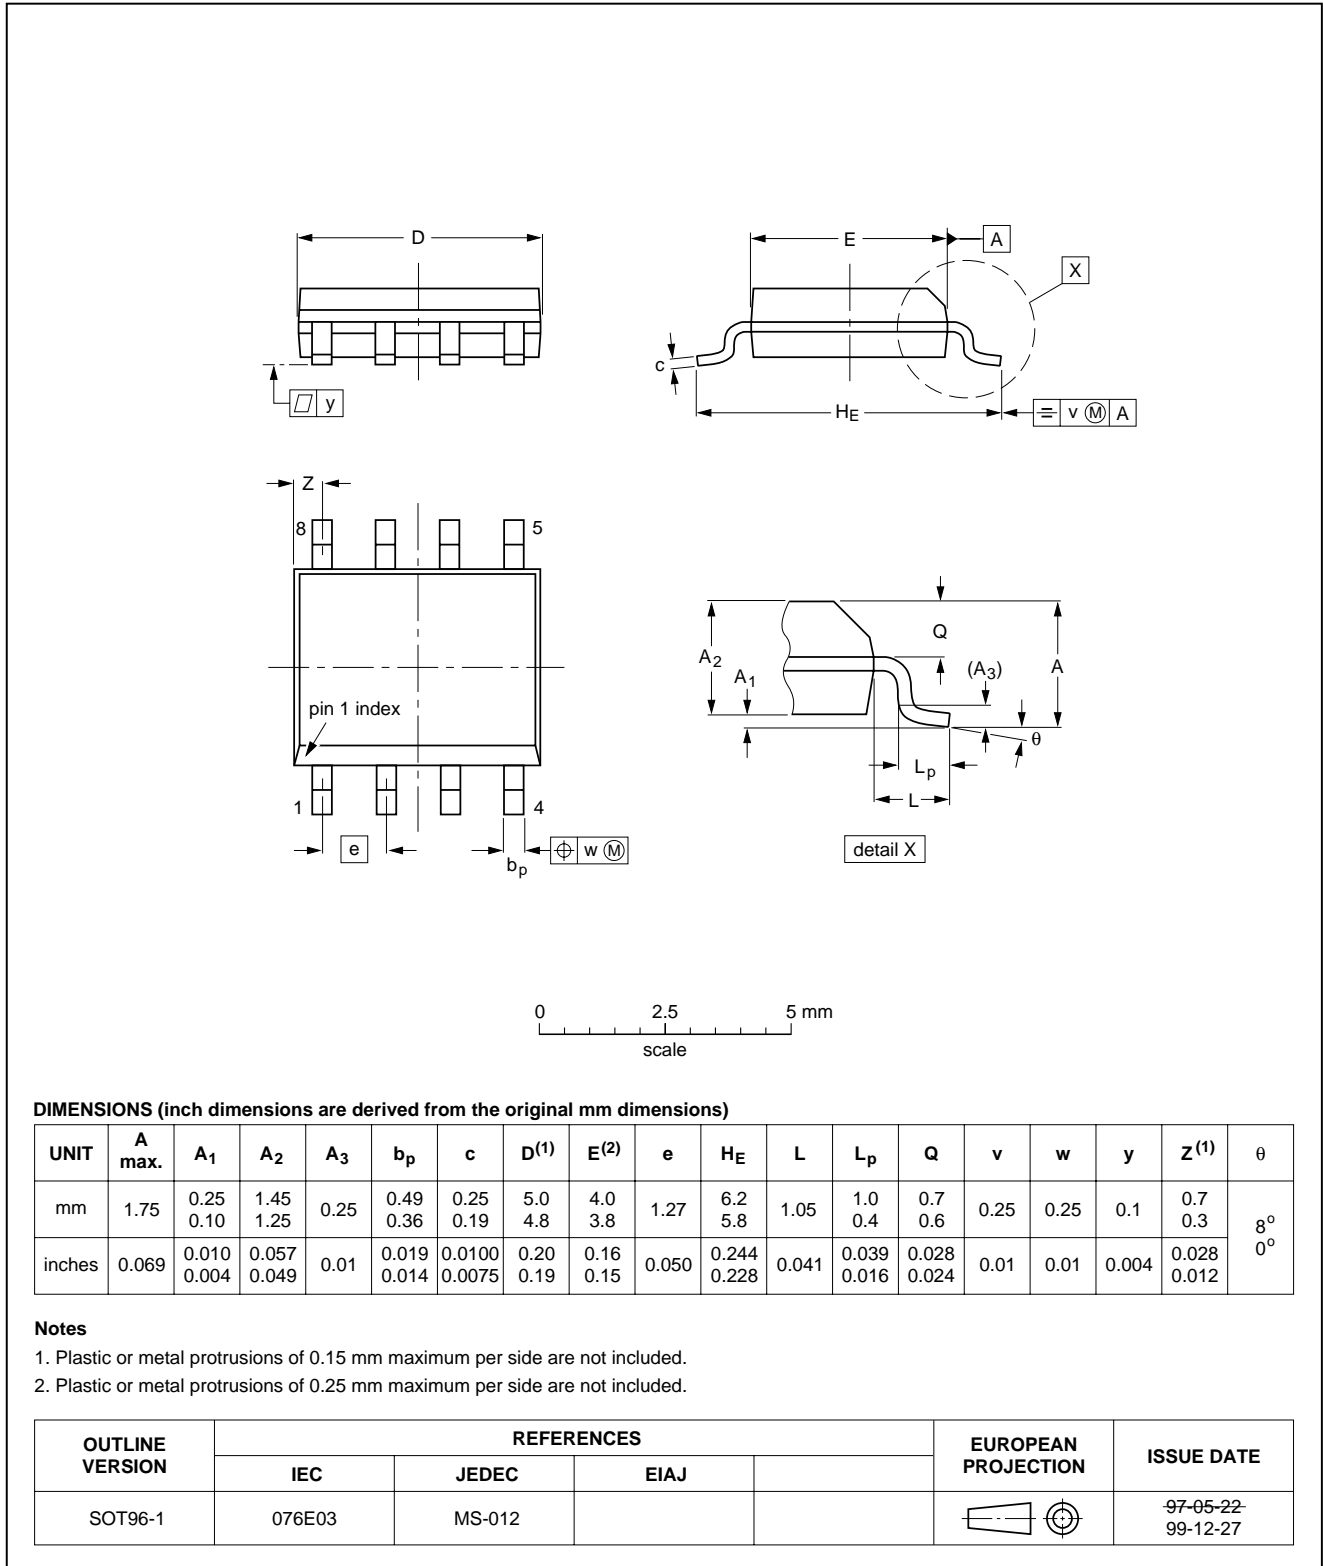 D
E
A
X
c
y
HE
v M A
Z
8
5
Q
A2
A1
(A3)
A
pin 1 index
θ
Lp
L
1
4
e
w M
bp
detail X
0 2.5 5 mm
scale
DIMENSIONS (inch dimensions are derived from the original mm dimensions)
UNIT A max. A1 A2 A3 bp c D(1) E(2) e HE L Lp Q v w y Z(1) θ
mm 1.75 0.25 0.10 1.45 1.25 0.25 0.49 0.36 0.25 0.19 5.0 4.8 4.0 3.8 1.27 6.2 5.8 1.05 1.0 0.4 0.7 0.6 0.25 0.25 0.1 0.7 0.3 8° 0°
inches 0.069 0.010 0.004 0.057 0.049 0.01 0.019 0.014 0.0100 0.0075 0.20 0.19 0.16 0.15 0.050 0.244 0.228 0.041 0.039 0.016 0.028 0.024 0.01 0.01 0.004 0.028 0.012
Notes
1. Plastic or metal protrusions of 0.15 mm maximum per side are not included.
2. Plastic or metal protrusions of 0.25 mm maximum per side are not included.
OUTLINE VERSION REFERENCES EUROPEAN PROJECTION ISSUE DATE
IEC JEDEC EIAJ
SOT96-1 076E03 MS-012 97-05-22
99-12-27